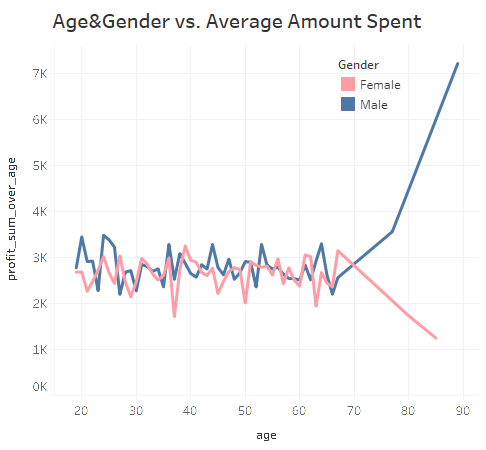 Age&Gender vs. Average Amount Spent
Gender
Female
Male
profit_sum_over_age
7K
6K
5K
4K
3K
2K
1K
0K
20 30 40 50 60 70 80 90
age